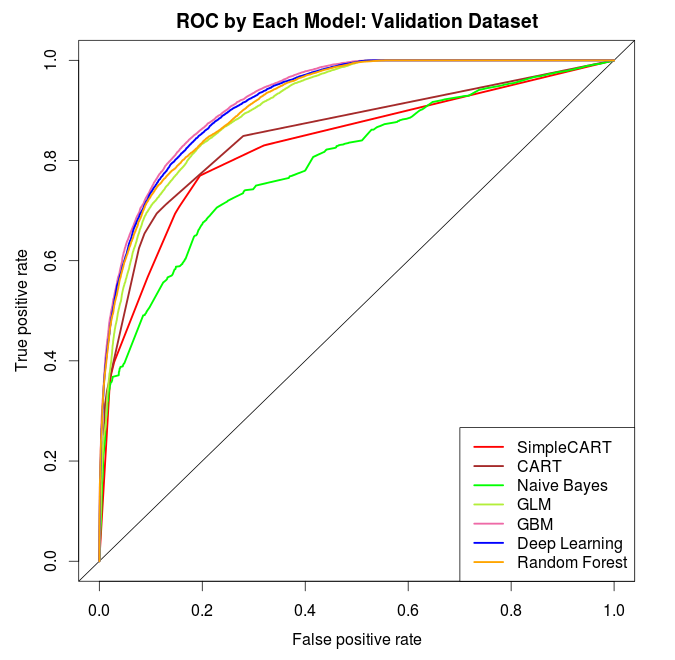 ROC by Each Model: Validation Dataset
True positive rate
1.0
0.8
0.6
0.4
0.2
0.0
SimpleCART
CART
Naive Bayes
GLM
GBM
Deep Learning
Random Forest
0.0 0.2 0.4 0.6 0.8 1.0
False positive rate